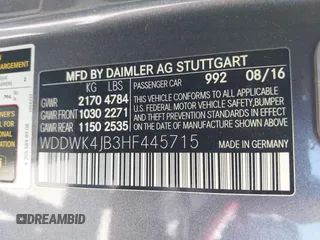 ARRANGEMENT
MFD BY DAIMLER AG STUTTGART
KG LBS
PASSENGER CAR 992 08/16
GVWR 2170 4784
GAWR FRONT 1030 2271
GAWR REAR 1150 2535
THIS VEHICLE CONFORMS TO ALL APPLICABLE
U.S. FEDERAL MOTOR VEHICLE SAFETY, BUMPER,
AND THEFT PREVENTION STANDARDS IN EFFECT ON
THE DATE OF MANUFACTURE SHOWN ABOVE
WDDWK4JB3HF445715
MADE IN GERMANY
CREDIT:
DREAMBID